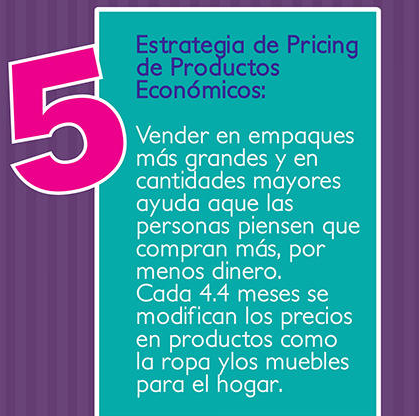 5
Estrategia de Pricing
de Productos
Económicos:
Vender en empaques
más grandes y en
cantidades mayores
ayuda aque las
personas piensen que
compran más, por
menos dinero.
Cada 4.4 meses se
modifican los precios
en productos como
la ropa ylos muebles
para el hogar.